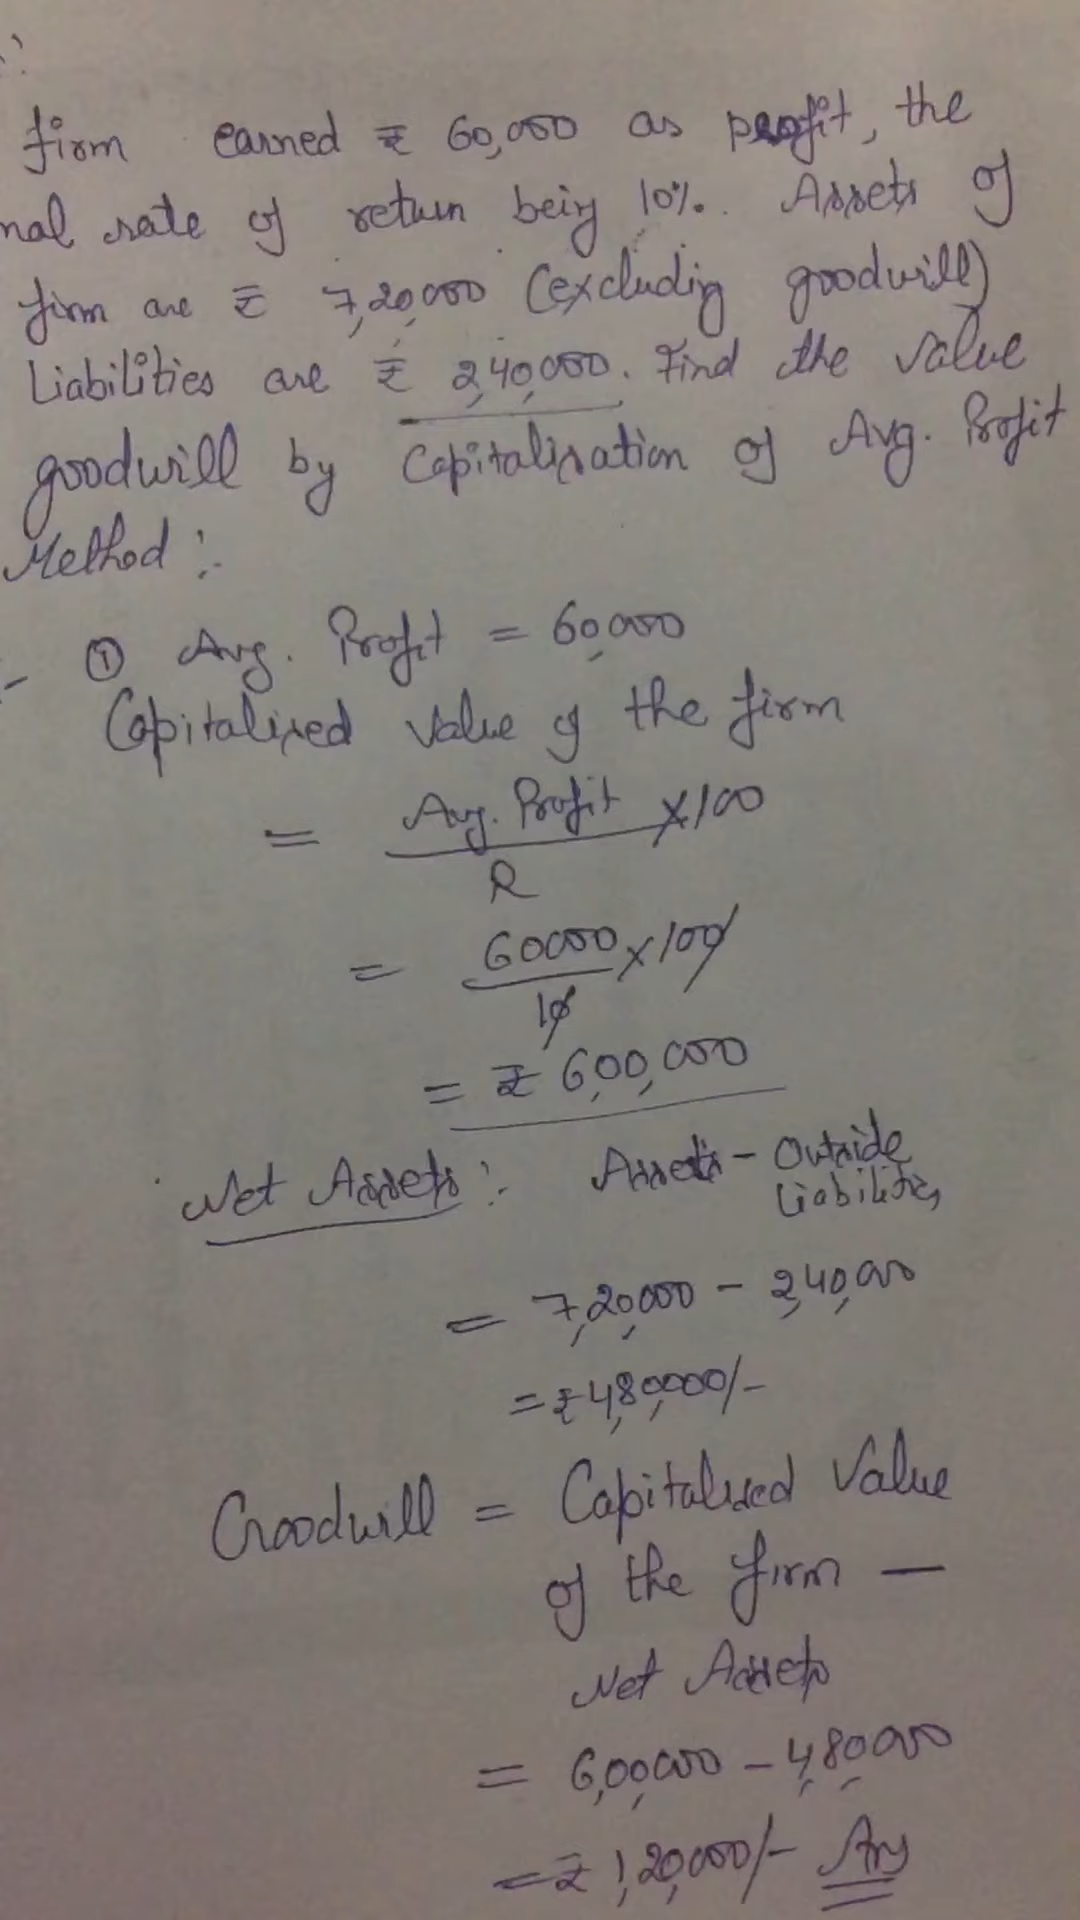 firm earned ₹ 60,000 as profit, the
nal rate of return being 10%. Assets of
firm are ₹ 7,20,000 (excluding goodwill)
Liabilities are ₹ 2,40,000. Find the value
goodwill by Capitalisation of Avg. Profit
Method :-
① Avg. Profit = 60,000
Capitalised Value of the firm
= Avg. Profit × 100
R
= 60000 × 100
10
= ₹ 6,00,000
Net Assets :- Assets - Outside
Liabilities
= 7,20,000 - 2,40,000
= ₹ 4,80,000/-
Goodwill = Capitalised Value
of the firm —
Net Assets
= 6,00,000 - 4,80,000
= ₹ 1,20,000/- Ans